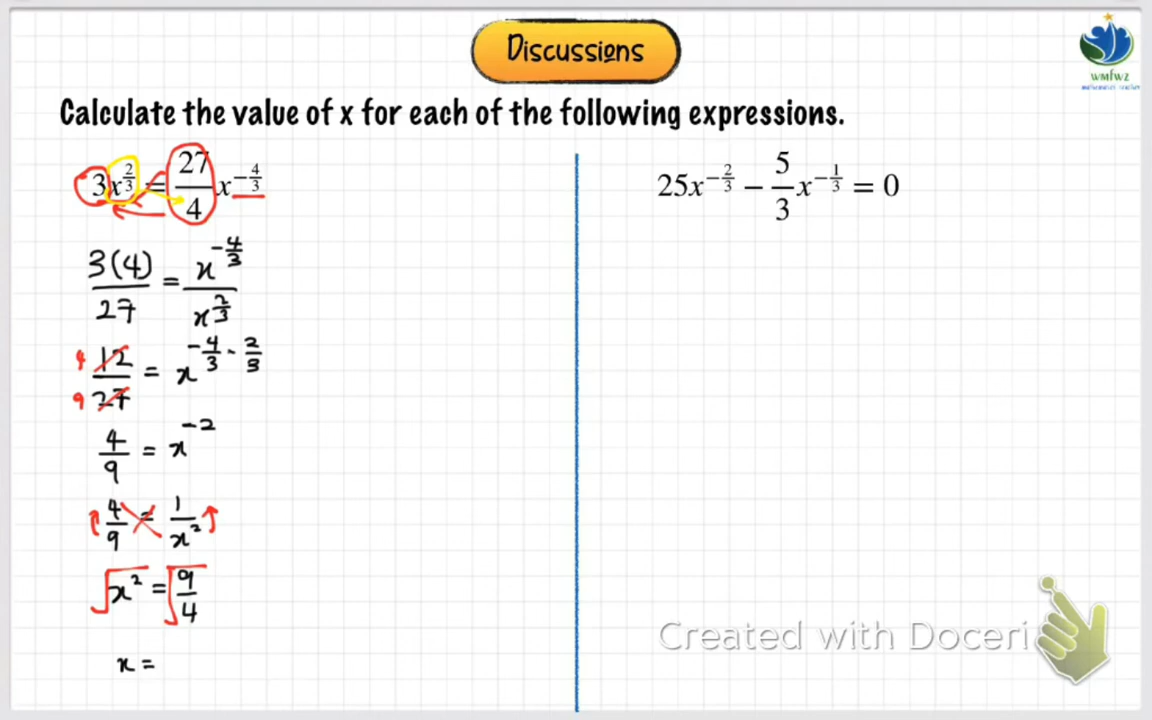 Discussions
WMFWZ
mathematics teacher
Calculate the value of x for each of the following expressions.
3x^{2/3} = 27/4 x^{-4/3}
3(4)/27 = x^{-4/3}/x^{2/3}
4 12/27 9 = x^{-4/3 - 2/3}
4/9 = x^{-2}
4/9 = 1/x²
√x² = √9/4
x =
25x^{-2/3} − 5/3 x^{-1/3} = 0
Created with Doceri